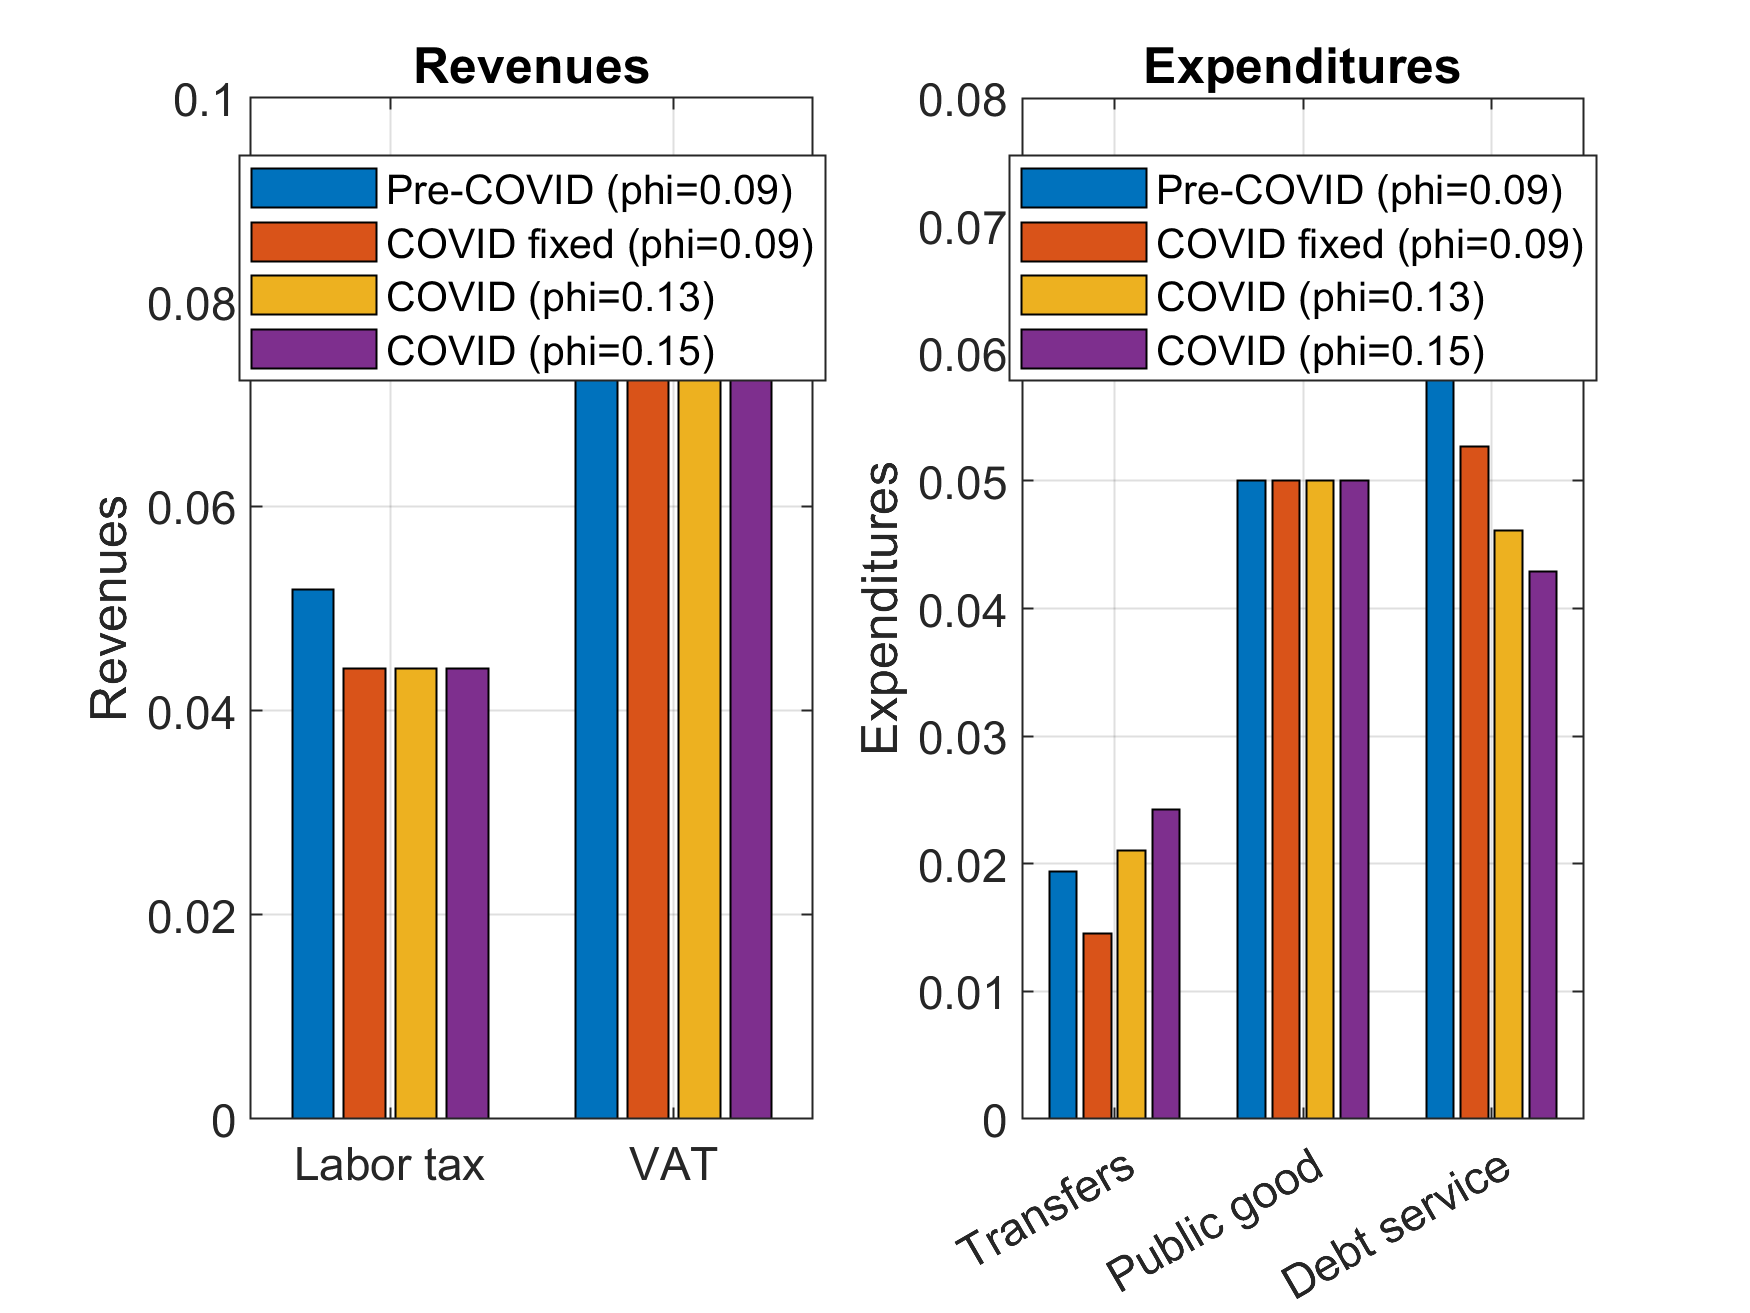 Revenues
0.1
0.08
0.06
0.04
0.02
0
Revenues
Pre-COVID (phi=0.09)
COVID fixed (phi=0.09)
COVID (phi=0.13)
COVID (phi=0.15)
Labor tax
VAT
Expenditures
0.08
0.07
0.06
0.05
0.04
0.03
0.02
0.01
0
Expenditures
Pre-COVID (phi=0.09)
COVID fixed (phi=0.09)
COVID (phi=0.13)
COVID (phi=0.15)
Transfers
Public good
Debt service